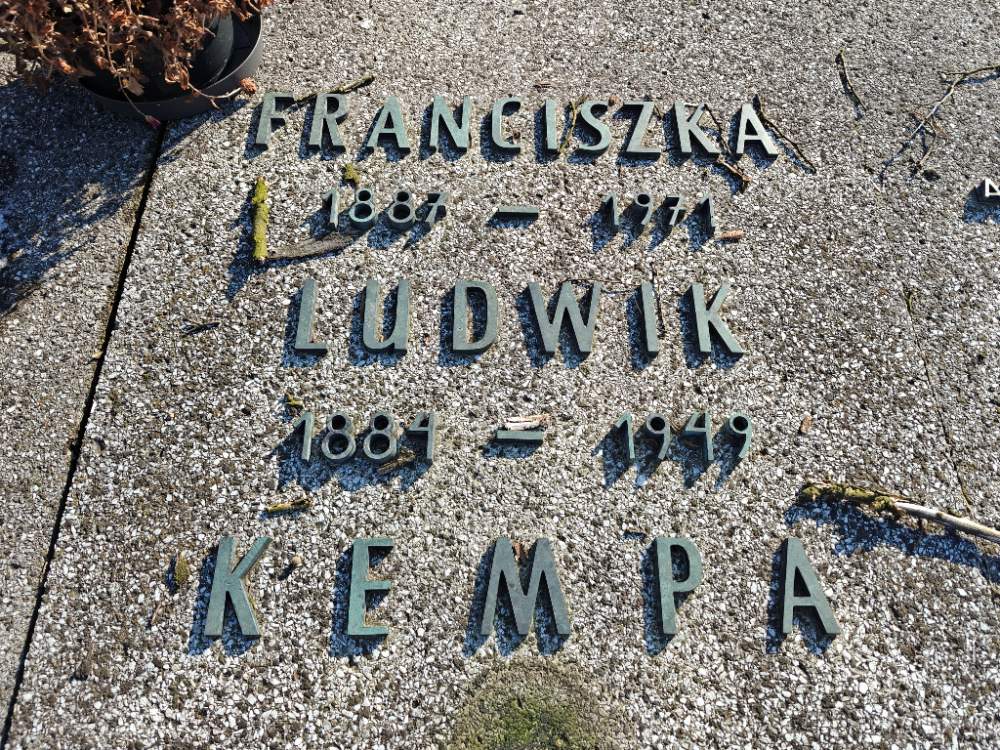 FRANCISZKA
1887 – 1971
LUDWIK
1884 – 1949
KEMPA